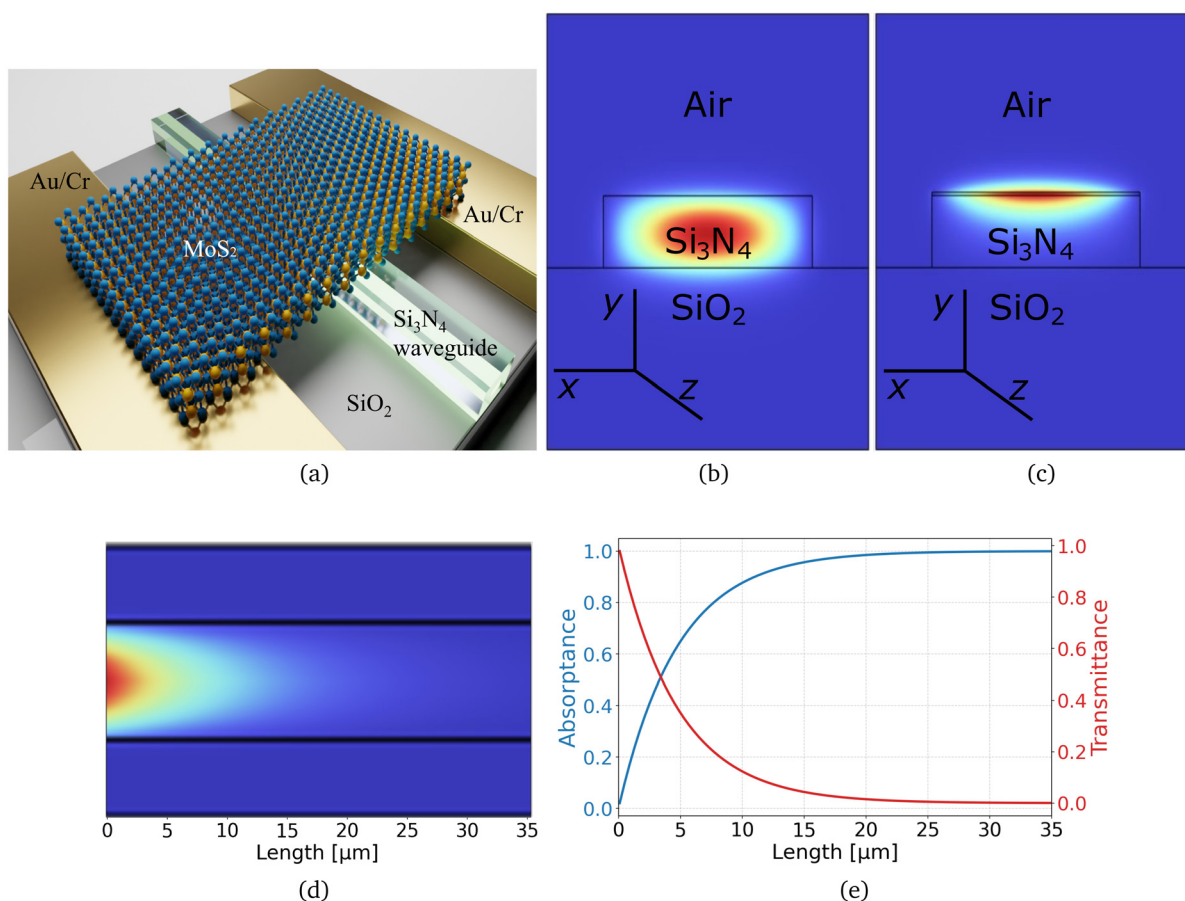 Au/Cr
MoS₂
Au/Cr
Si₃N₄
waveguide
SiO₂
(a)
Air
Si₃N₄
SiO₂
y
x
z
(b)
Air
Si₃N₄
SiO₂
y
x
z
(c)
0 5 10 15 20 25 30 35
Length [μm]
(d)
Absorptance
1.0
0.8
0.6
0.4
0.2
0.0
Transmittance
1.0
0.8
0.6
0.4
0.2
0.0
0 5 10 15 20 25 30 35
Length [μm]
(e)